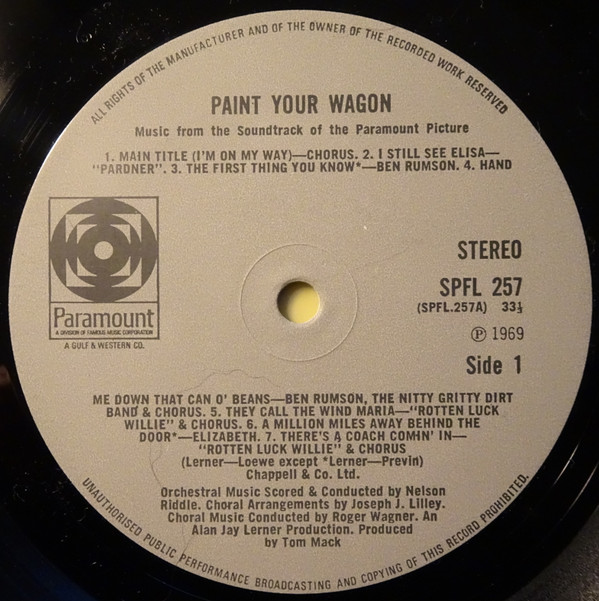 ALL RIGHTS OF THE MANUFACTURER AND OF THE OWNER OF THE RECORDED WORK RESERVED
PAINT YOUR WAGON
Music from the Soundtrack of the Paramount Picture
1. MAIN TITLE (I'M ON MY WAY)—CHORUS. 2. I STILL SEE ELISA—
"PARDNER". 3. THE FIRST THING YOU KNOW*—BEN RUMSON. 4. HAND
Paramount
A DIVISION OF FAMOUS MUSIC CORPORATION
A GULF & WESTERN CO.
STEREO
SPFL 257
(SPFL.257A) 33⅓
Ⓟ 1969
Side 1
ME DOWN THAT CAN O' BEANS—BEN RUMSON, THE NITTY GRITTY DIRT
BAND & CHORUS. 5. THEY CALL THE WIND MARIA—"ROTTEN LUCK
WILLIE" & CHORUS. 6. A MILLION MILES AWAY BEHIND THE
DOOR*—ELIZABETH. 7. THERE'S A COACH COMIN' IN—
"ROTTEN LUCK WILLIE" & CHORUS
(Lerner—Loewe except *Lerner—Previn)
Chappell & Co. Ltd.
Orchestral Music Scored & Conducted by Nelson
Riddle. Choral Arrangements by Joseph J. Lilley.
Choral Music Conducted by Roger Wagner. An
Alan Jay Lerner Production. Produced
by Tom Mack
UNAUTHORISED PUBLIC PERFORMANCE BROADCASTING AND COPYING OF THIS RECORD PROHIBITED.